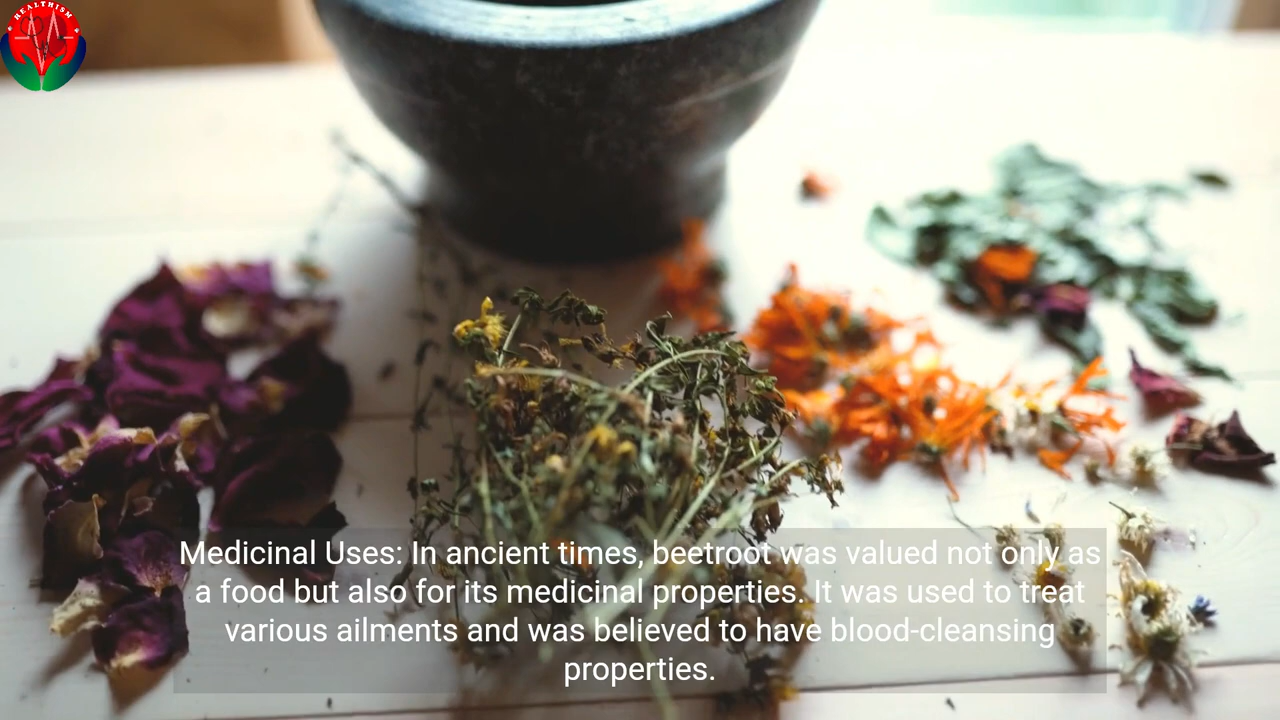 HEALTHISM
Medicinal Uses: In ancient times, beetroot was valued not only as
a food but also for its medicinal properties. It was used to treat
various ailments and was believed to have blood-cleansing
properties.